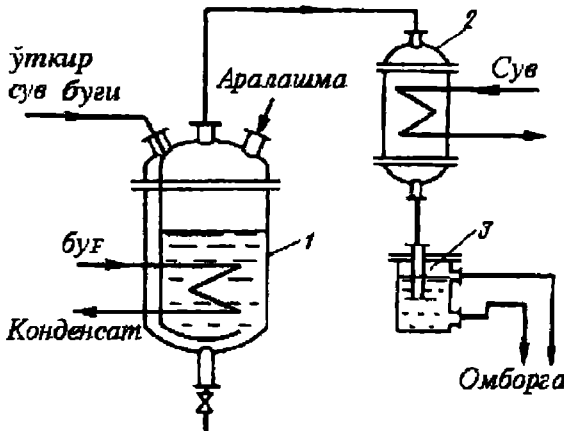 2
ўткир
сув буғи
Аралашма
Сув
буғ
1
3
Конденсат
Омборга